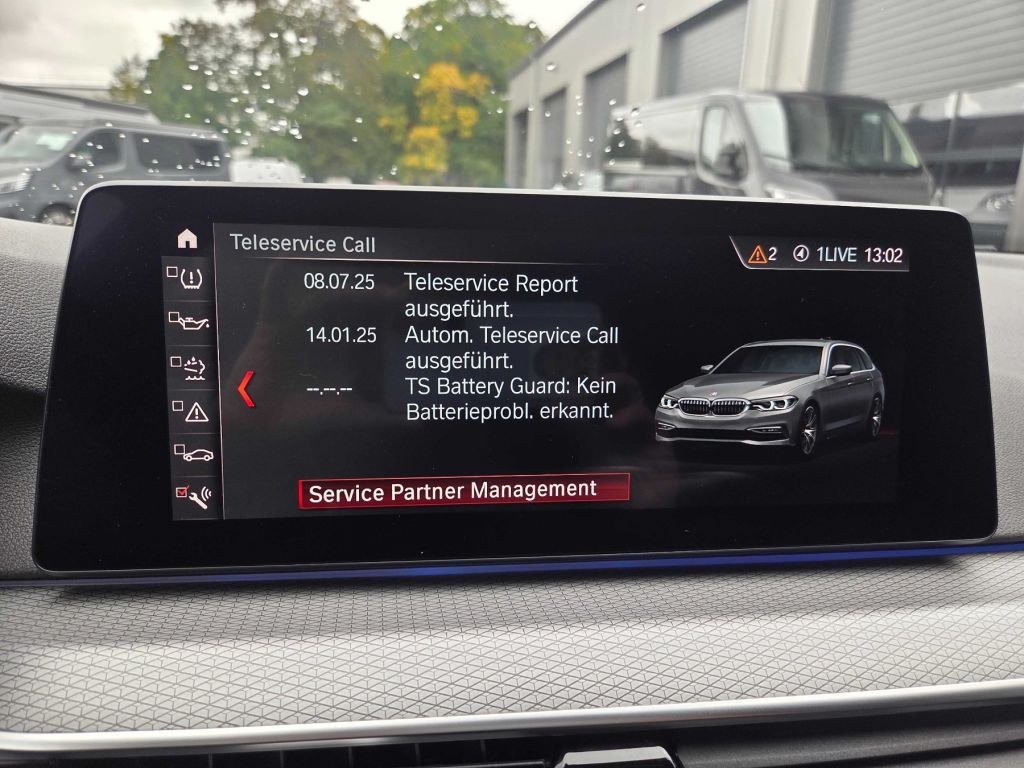 Teleservice Call
2 1LIVE 13:02
08.07.25 Teleservice Report
ausgeführt.
14.01.25 Autom. Teleservice Call
ausgeführt.
--.--.-- TS Battery Guard: Kein
Batterieprobl. erkannt.
Service Partner Management